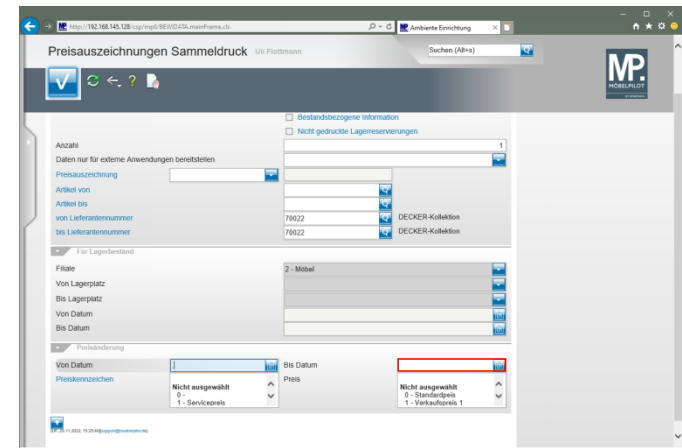 http://192.168.145.128/csp/mpli/BEWIDATA.mainFrame.cls
MP Ambiente Einrichtung
Preisauszeichnungen Sammeldruck Uli Flottmann
Suchen (Alt+s)
MP.
MÖBELPILOT
Bestandsbezogene Information
Nicht gedruckte Lagerreservierungen
Anzahl 1
Daten nur für externe Anwendungen bereitstellen
Preisauszeichnung
Artikel von
Artikel bis
von Lieferantennummer 70022 DECKER-Kollektion
bis Lieferantennummer 70022 DECKER-Kollektion
Für Lagerbestand
Filiale 2 - Möbel
Von Lagerplatz
Bis Lagerplatz
Von Datum
Bis Datum
Preisänderung
Von Datum Bis Datum
Preiskennzeichen Nicht ausgewählt Preis Nicht ausgewählt
0 - 0 - Standardpeis
1 - Servicepreis 1 - Verkaufspreis 1